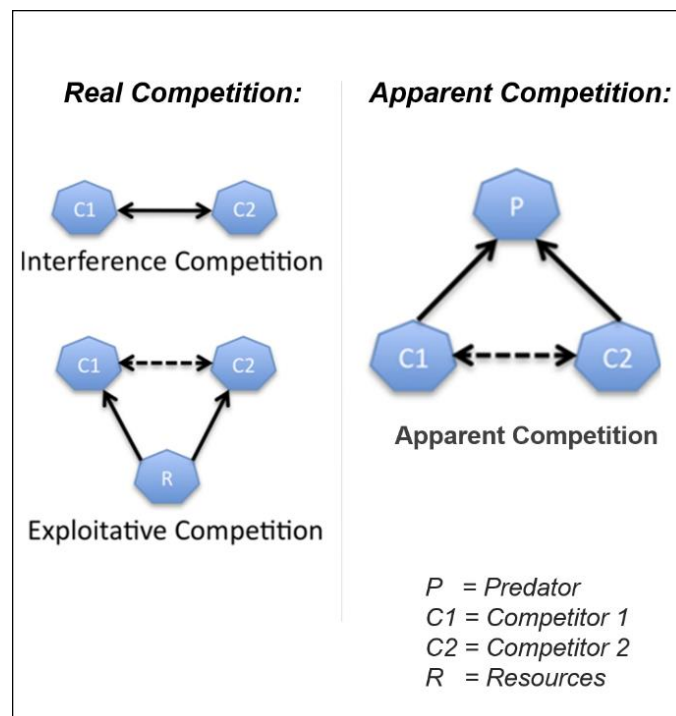 Real Competition:
C1
C2
Interference Competition
C1
C2
R
Exploitative Competition
Apparent Competition:
P
C1
C2
Apparent Competition
P = Predator
C1 = Competitor 1
C2 = Competitor 2
R = Resources